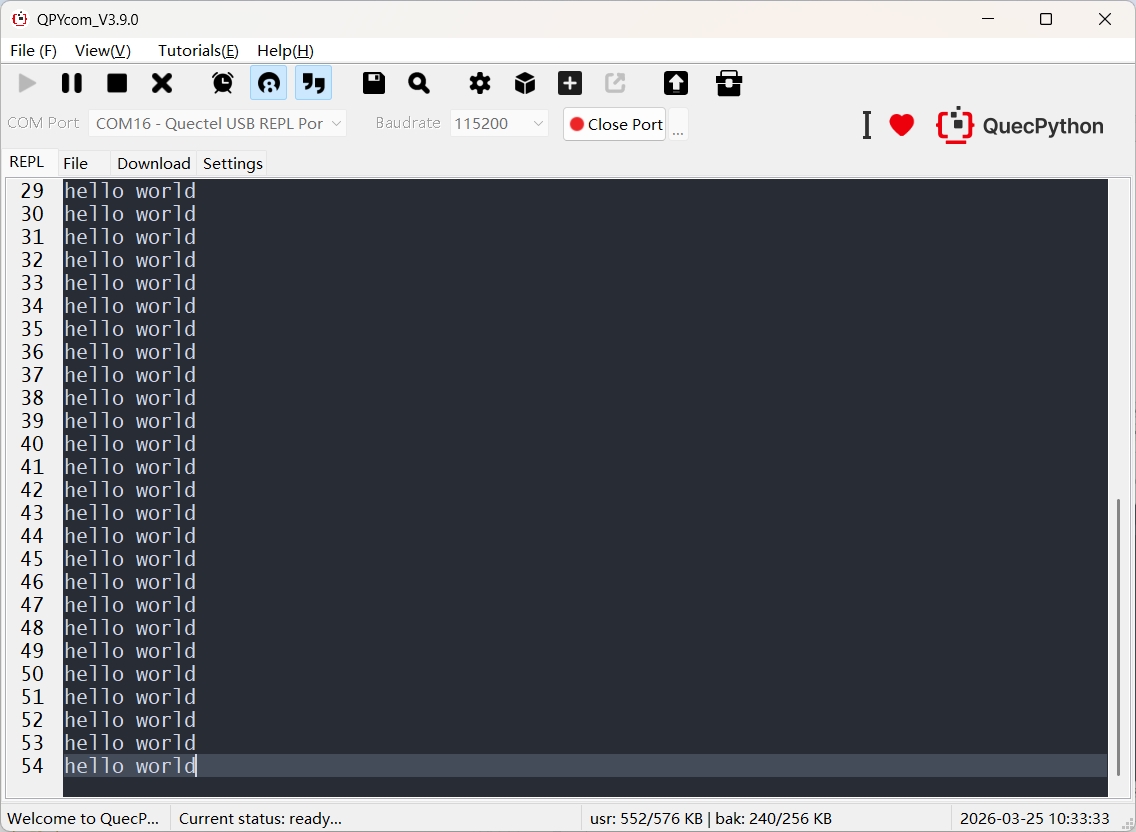 QPYcom_V3.9.0
File (F) View(V) Tutorials(E) Help(H)
COM Port COM16 - Quectel USB REPL Por Baudrate 115200 Close Port ... QuecPython
REPL File Download Settings
29 hello world
30 hello world
31 hello world
32 hello world
33 hello world
34 hello world
35 hello world
36 hello world
37 hello world
38 hello world
39 hello world
40 hello world
41 hello world
42 hello world
43 hello world
44 hello world
45 hello world
46 hello world
47 hello world
48 hello world
49 hello world
50 hello world
51 hello world
52 hello world
53 hello world
54 hello world
Welcome to QuecP... Current status: ready... usr: 552/576 KB | bak: 240/256 KB 2026-03-25 10:33:33